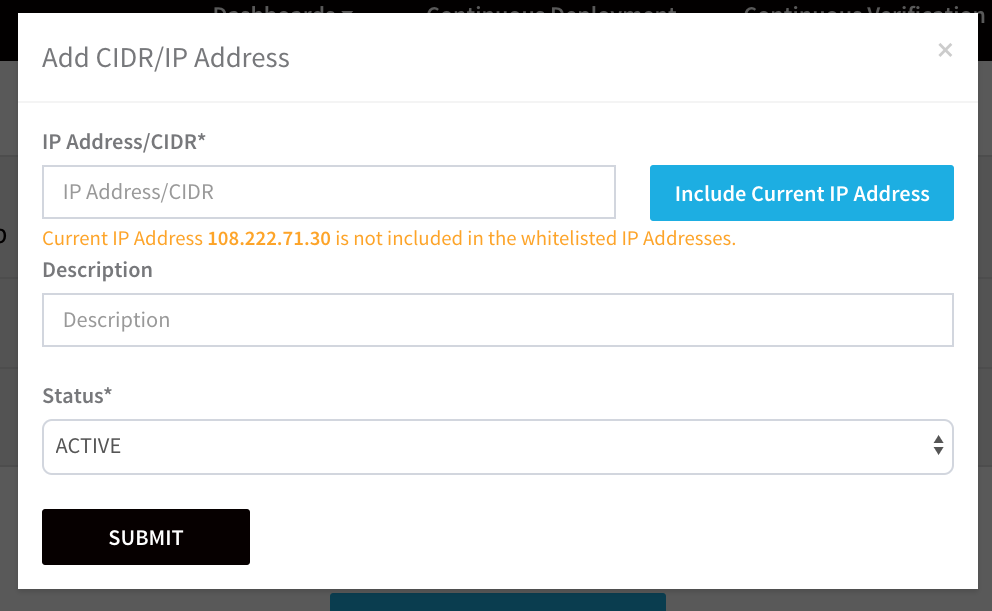 Dashboards Continuous Deployment Continuous Verification
Add CIDR/IP Address ×
IP Address/CIDR*
IP Address/CIDR Include Current IP Address
Current IP Address 108.222.71.30 is not included in the whitelisted IP Addresses.
Description
Description
Status*
ACTIVE
SUBMIT